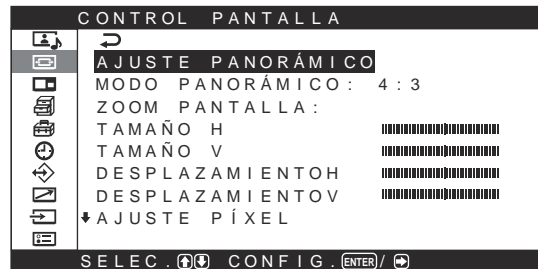 CONTROL PANTALLA
AJUSTE PANORÁMICO
MODO PANORÁMICO: 4:3
ZOOM PANTALLA:
TAMAÑO H
TAMAÑO V
DESPLAZAMIENTOH
DESPLAZAMIENTOV
AJUSTE PÍXEL
SELEC. CONFIG. ENTER /